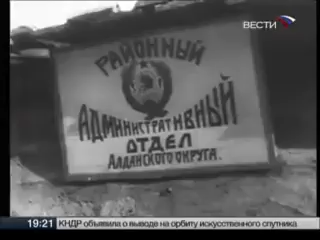 ВЕСТИ
РАЙОННЫЙ
АДМИНИСТРАТИВНЫЙ
ОТДЕЛ
АЛДАНСКОГО ОКРУГА.
19:21 КНДР объявила о выводе на орбиту искусственного спутника